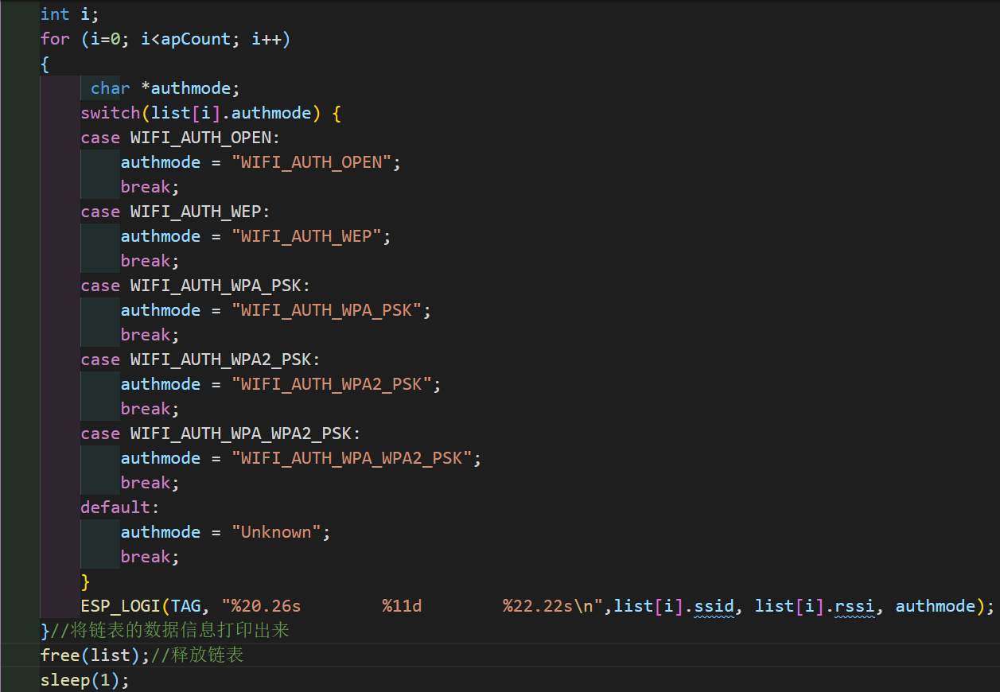 int i;
for (i=0; i<apCount; i++)
{
     char *authmode;
    switch(list[i].authmode) {
    case WIFI_AUTH_OPEN:
        authmode = "WIFI_AUTH_OPEN";
        break;
    case WIFI_AUTH_WEP:
        authmode = "WIFI_AUTH_WEP";
        break;
    case WIFI_AUTH_WPA_PSK:
        authmode = "WIFI_AUTH_WPA_PSK";
        break;
    case WIFI_AUTH_WPA2_PSK:
        authmode = "WIFI_AUTH_WPA2_PSK";
        break;
    case WIFI_AUTH_WPA_WPA2_PSK:
        authmode = "WIFI_AUTH_WPA_WPA2_PSK";
        break;
    default:
        authmode = "Unknown";
        break;
    }
    ESP_LOGI(TAG, "%20.26s        %11d        %22.22s\n",list[i].ssid, list[i].rssi, authmode);
}//将链表的数据信息打印出来
free(list);//释放链表
sleep(1);